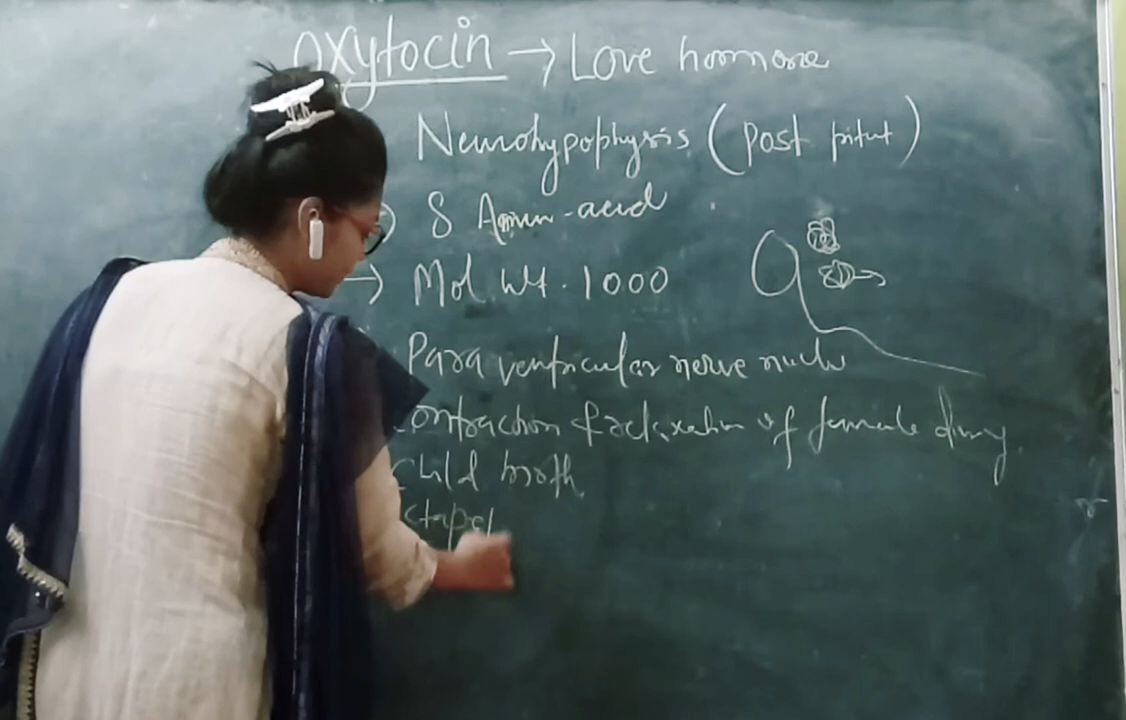 Oxytocin → Love hormone
Neurohypophysis (Post pitut)
8 Amin-acid
→ Mol wt. 1000
Para ventricular nerve nucle
Contraction & relaxation of female during
Child birth